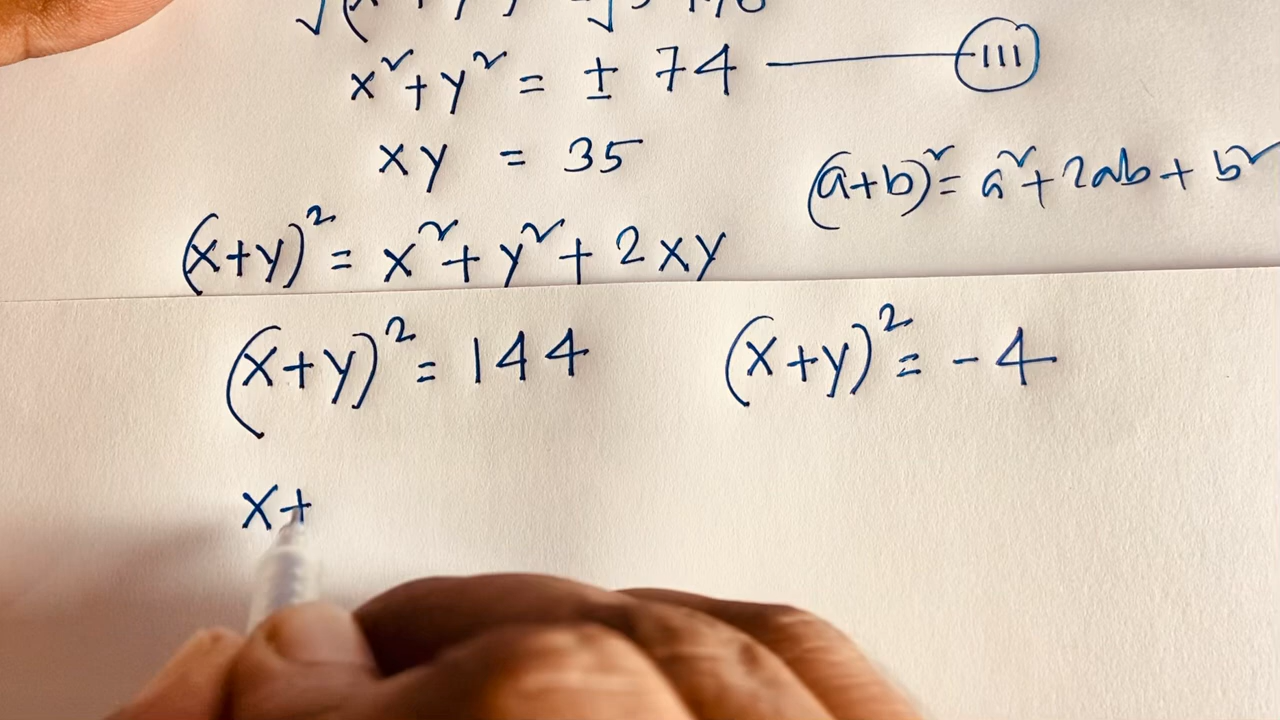 x²+y² = ± 74 —— (III)
xy = 35
(a+b)² = a²+2ab+b²
(x+y)² = x²+y²+2xy
(x+y)² = 144 (x+y)² = -4
x+